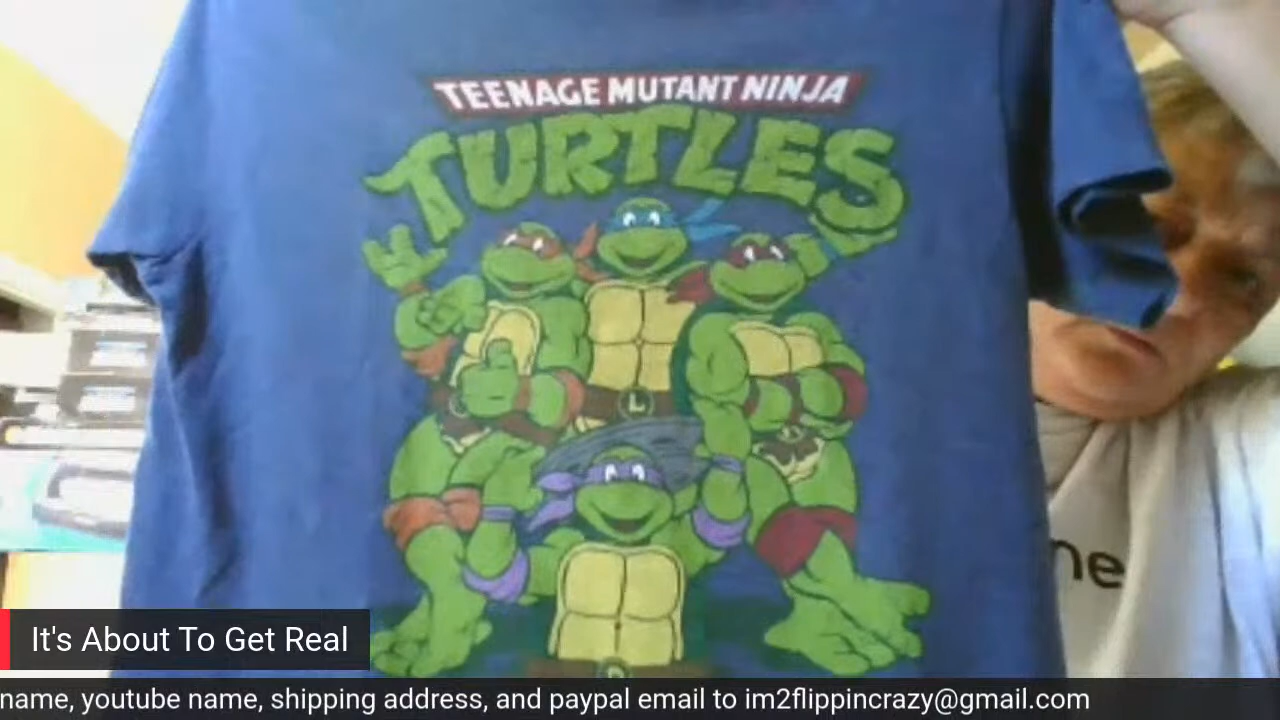 TEENAGE MUTANT NINJA
TURTLES
L
ne
It's About To Get Real
name, youtube name, shipping address, and paypal email to im2flippincrazy@gmail.com